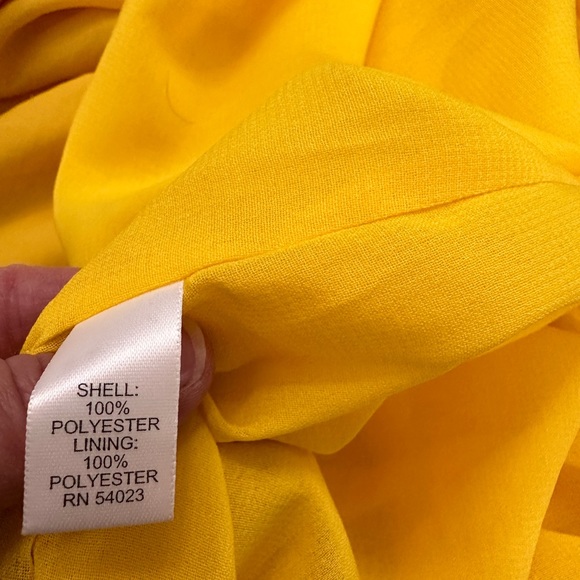 SHELL:
100%
POLYESTER
LINING:
100%
POLYESTER
RN 54023